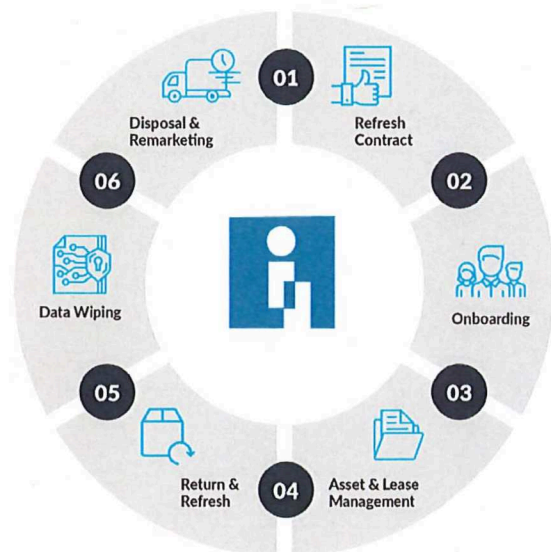 01
Refresh
Contract
02
Onboarding
03
Asset & Lease
Management
04
Return &
Refresh
05
Data Wiping
06
Disposal &
Remarketing